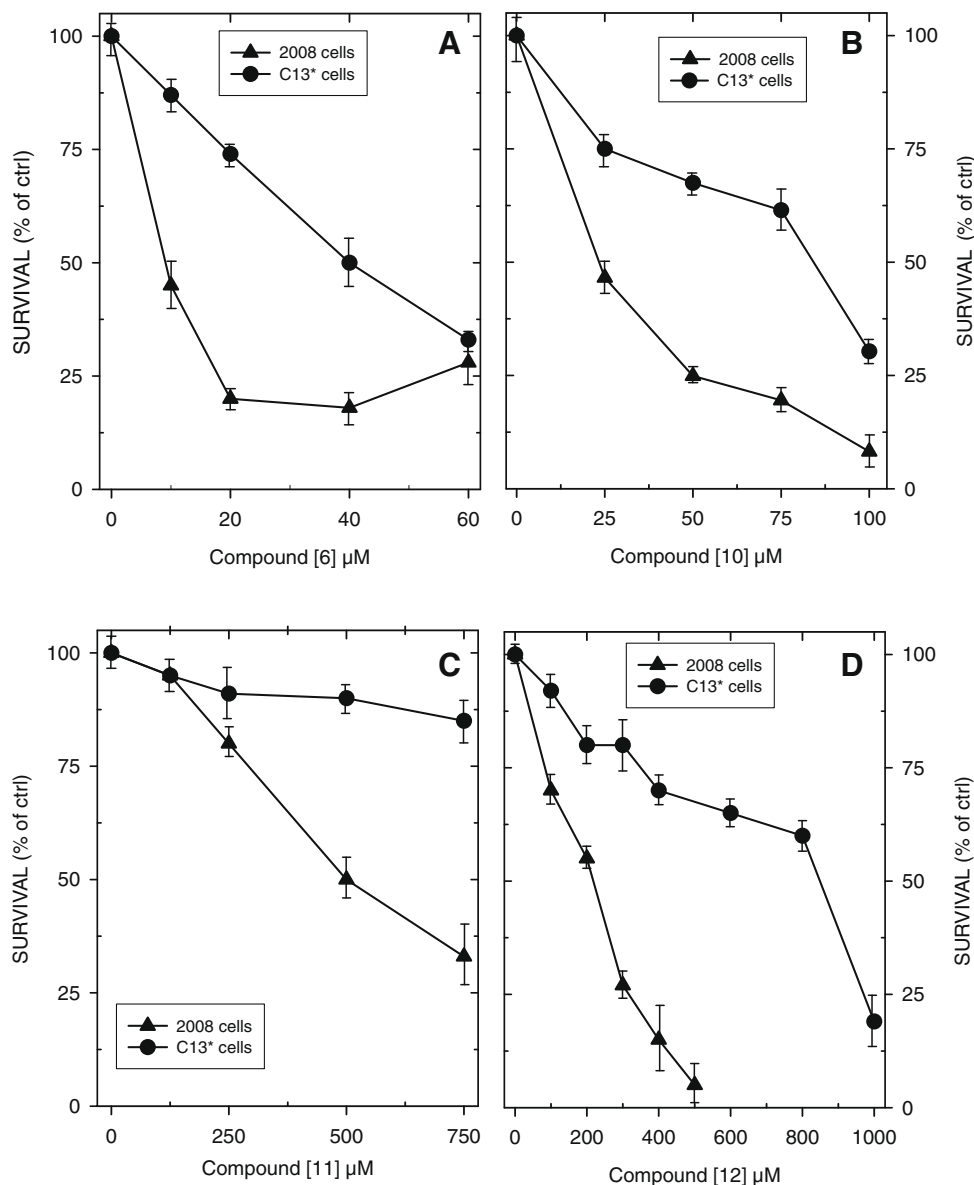 A
2008 cells
C13* cells
SURVIVAL (% of ctrl)
100
75
50
25
0
0 20 40 60
Compound [6] µM
B
2008 cells
C13* cells
100
75
50
25
0
SURVIVAL (% of ctrl)
0 25 50 75 100
Compound [10] µM
C
SURVIVAL (% of ctrl)
100
75
50
25
0
2008 cells
C13* cells
0 250 500 750
Compound [11] µM
D
2008 cells
C13* cells
100
75
50
25
0
SURVIVAL (% of ctrl)
0 200 400 600 800 1000
Compound [12] µM